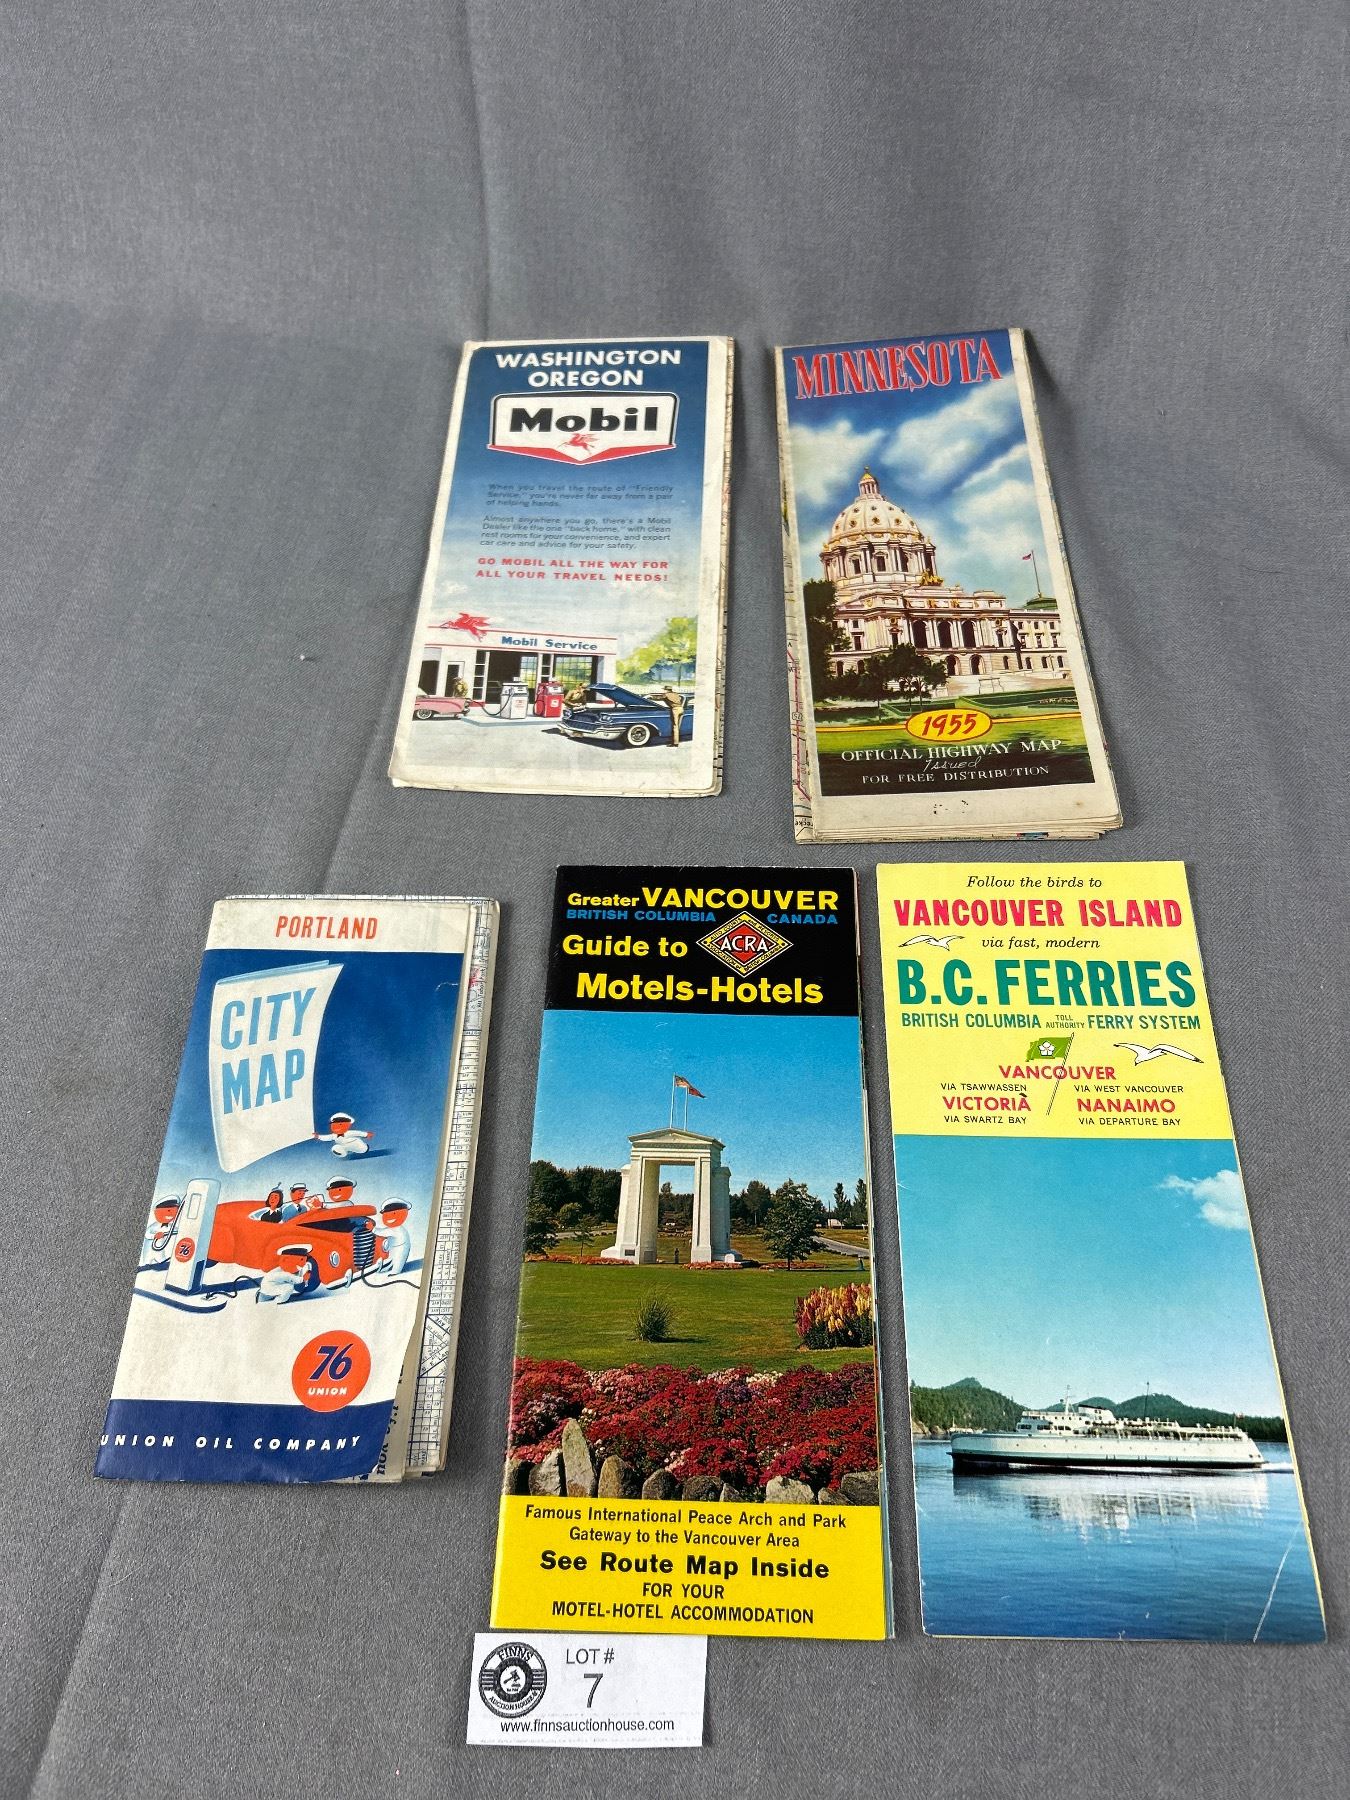 WASHINGTON
OREGON
Mobil
When you travel the route of "Friendly
Service," you're never far away from a pair
of helping hands.
Almost anywhere you go, there's a Mobil
Dealer like the one "back home," with clean
rest rooms for your convenience, and expert
car care and advice for your safety.
GO MOBIL ALL THE WAY FOR
ALL YOUR TRAVEL NEEDS!
Mobil Service
MINNESOTA
1955
OFFICIAL HIGHWAY MAP
Issued
FOR FREE DISTRIBUTION
PORTLAND
CITY
MAP
76
76
UNION
UNION OIL COMPANY
Greater VANCOUVER
BRITISH COLUMBIA CANADA
Guide to ACRA
Motels-Hotels
Famous International Peace Arch and Park
Gateway to the Vancouver Area
See Route Map Inside
FOR YOUR
MOTEL-HOTEL ACCOMMODATION
Follow the birds to
VANCOUVER ISLAND
via fast, modern
B.C. FERRIES
BRITISH COLUMBIA TOLL AUTHORITY FERRY SYSTEM
VANCOUVER
VIA TSAWWASSEN VIA WEST VANCOUVER
VICTORIA NANAIMO
VIA SWARTZ BAY VIA DEPARTURE BAY
FINNS
AUCTION HOUSE
LOT #
7
www.finnsauctionhouse.com